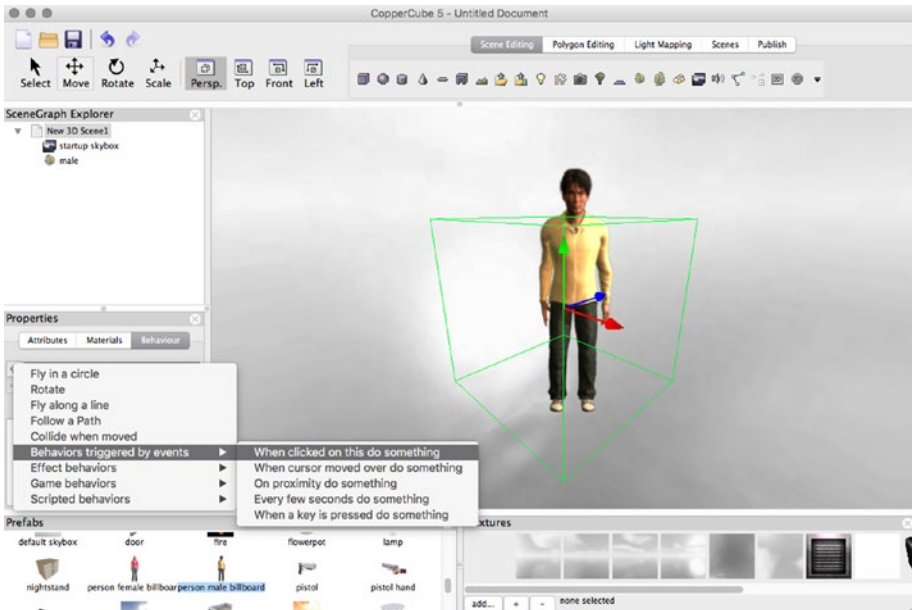 CopperCube 5 - Untitled Document
Scene Editing Polygon Editing Light Mapping Scenes Publish
Select Move Rotate Scale Persp. Top Front Left
SceneGraph Explorer
New 3D Scene1
startup skybox
male
Properties
Attributes Materials Behaviour
Fly in a circle
Rotate
Fly along a line
Follow a Path
Collide when moved
Behaviors triggered by events
Effect behaviors
Game behaviors
Scripted behaviors
When clicked on this do something
When cursor moved over do something
On proximity do something
Every few seconds do something
When a key is pressed do something
Prefabs
default skybox door fire flowerpot lamp
nightstand person female billboar person male billboard pistol pistol hand
extures
add... + - none selected